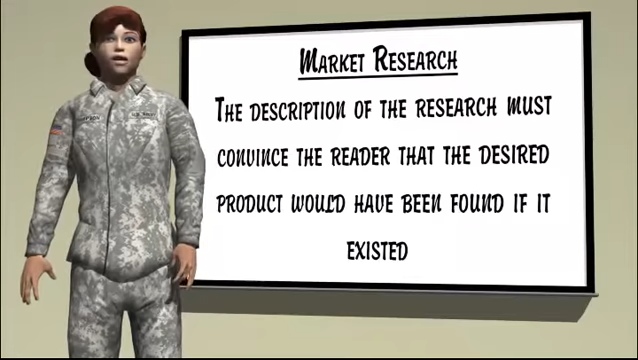 Market Research
The description of the research must
convince the reader that the desired
product would have been found if it
existed
U.S. ARMY